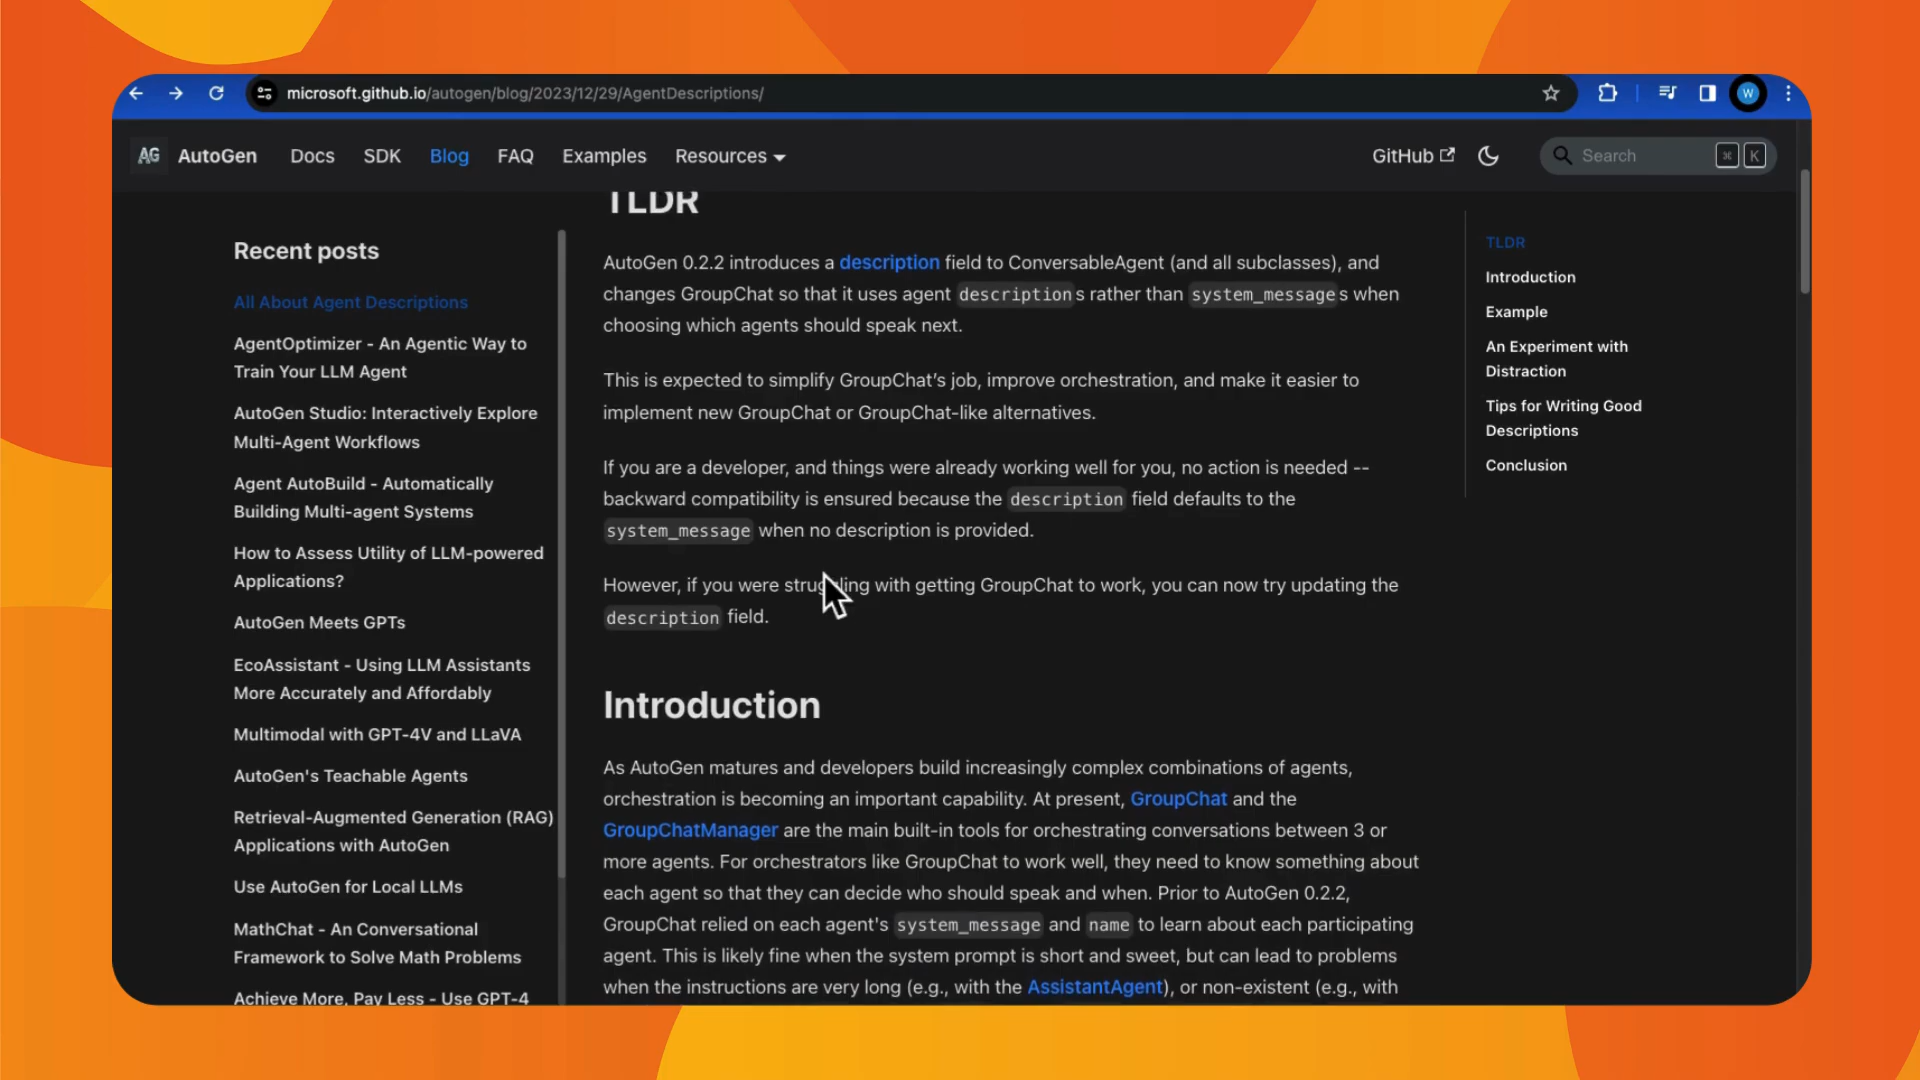 microsoft.github.io/autogen/blog/2023/12/29/AgentDescriptions/
W
AG AutoGen Docs SDK Blog FAQ Examples Resources GitHub Search ⌘ K
Recent posts
All About Agent Descriptions
AgentOptimizer - An Agentic Way to
Train Your LLM Agent
AutoGen Studio: Interactively Explore
Multi-Agent Workflows
Agent AutoBuild - Automatically
Building Multi-agent Systems
How to Assess Utility of LLM-powered
Applications?
AutoGen Meets GPTs
EcoAssistant - Using LLM Assistants
More Accurately and Affordably
Multimodal with GPT-4V and LLaVA
AutoGen's Teachable Agents
Retrieval-Augmented Generation (RAG)
Applications with AutoGen
Use AutoGen for Local LLMs
MathChat - An Conversational
Framework to Solve Math Problems
Achieve More, Pay Less - Use GPT-4
TLDR
AutoGen 0.2.2 introduces a description field to ConversableAgent (and all subclasses), and
changes GroupChat so that it uses agent descriptions rather than system_messages when
choosing which agents should speak next.
This is expected to simplify GroupChat's job, improve orchestration, and make it easier to
implement new GroupChat or GroupChat-like alternatives.
If you are a developer, and things were already working well for you, no action is needed --
backward compatibility is ensured because the description field defaults to the
system_message when no description is provided.
However, if you were struggling with getting GroupChat to work, you can now try updating the
description field.
Introduction
As AutoGen matures and developers build increasingly complex combinations of agents,
orchestration is becoming an important capability. At present, GroupChat and the
GroupChatManager are the main built-in tools for orchestrating conversations between 3 or
more agents. For orchestrators like GroupChat to work well, they need to know something about
each agent so that they can decide who should speak and when. Prior to AutoGen 0.2.2,
GroupChat relied on each agent's system_message and name to learn about each participating
agent. This is likely fine when the system prompt is short and sweet, but can lead to problems
when the instructions are very long (e.g., with the AssistantAgent), or non-existent (e.g., with
TLDR
Introduction
Example
An Experiment with
Distraction
Tips for Writing Good
Descriptions
Conclusion